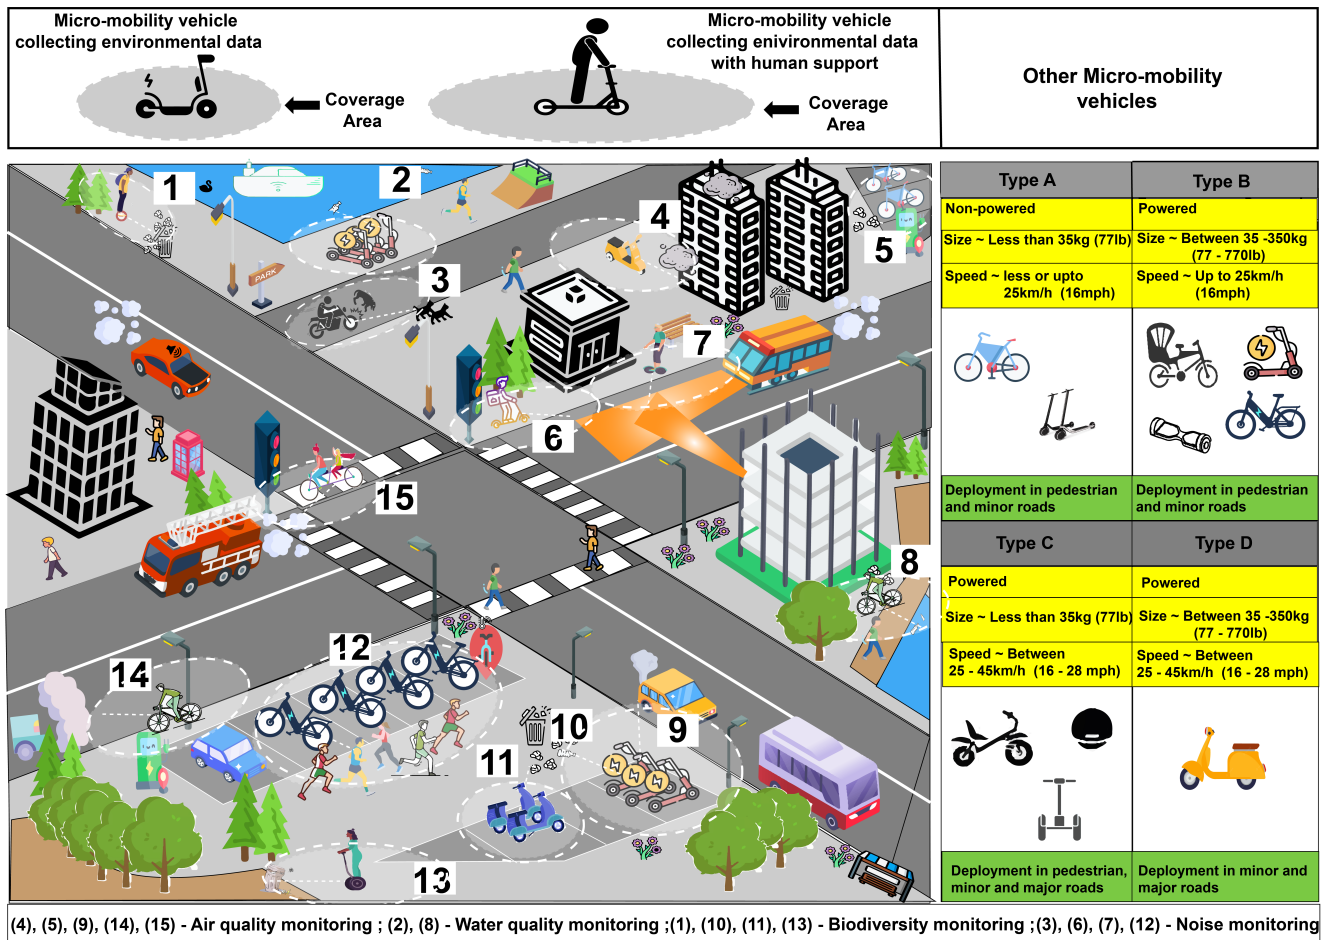 Micro-mobility vehicle
collecting environmental data
Coverage
Area
Micro-mobility vehicle
collecting enivironmental data
with human support
Coverage
Area
Other Micro-mobility
vehicles
1
2
3
4
5
6
7
8
9
10
11
12
13
14
15
PARK
Type A
Type B
Non-powered
Powered
Size ~ Less than 35kg (77lb)
Size ~ Between 35 -350kg
(77 - 770lb)
Speed ~ less or upto
25km/h (16mph)
Speed ~ Up to 25km/h
(16mph)
Deployment in pedestrian
and minor roads
Deployment in pedestrian
and minor roads
Type C
Type D
Powered
Powered
Size ~ Less than 35kg (77lb)
Size ~ Between 35 -350kg
(77 - 770lb)
Speed ~ Between
25 - 45km/h (16 - 28 mph)
Speed ~ Between
25 - 45km/h (16 - 28 mph)
Deployment in pedestrian,
minor and major roads
Deployment in minor and
major roads
(4), (5), (9), (14), (15) - Air quality monitoring ; (2), (8) - Water quality monitoring ;(1), (10), (11), (13) - Biodiversity monitoring ;(3), (6), (7), (12) - Noise monitoring